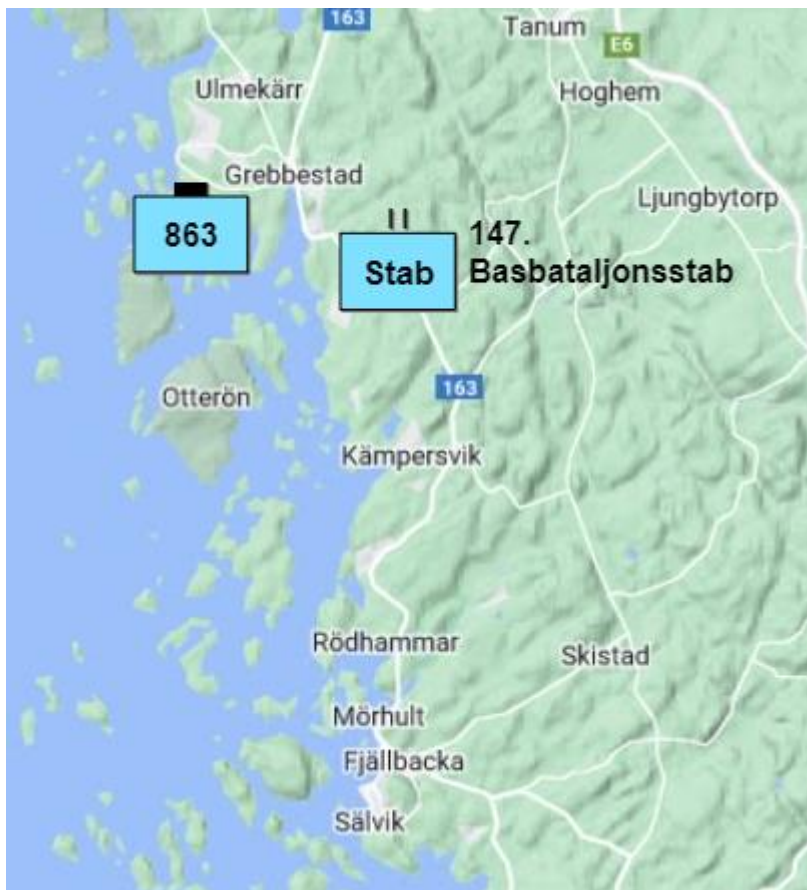 163
Tanum
E6
Ulmekärr
Hoghem
Grebbestad
Ljungbytorp
863
147.
Stab
Basbataljonsstab
163
Otterön
Kämpersvik
Rödhammar
Skistad
Mörhult
Fjällbacka
Sälvik